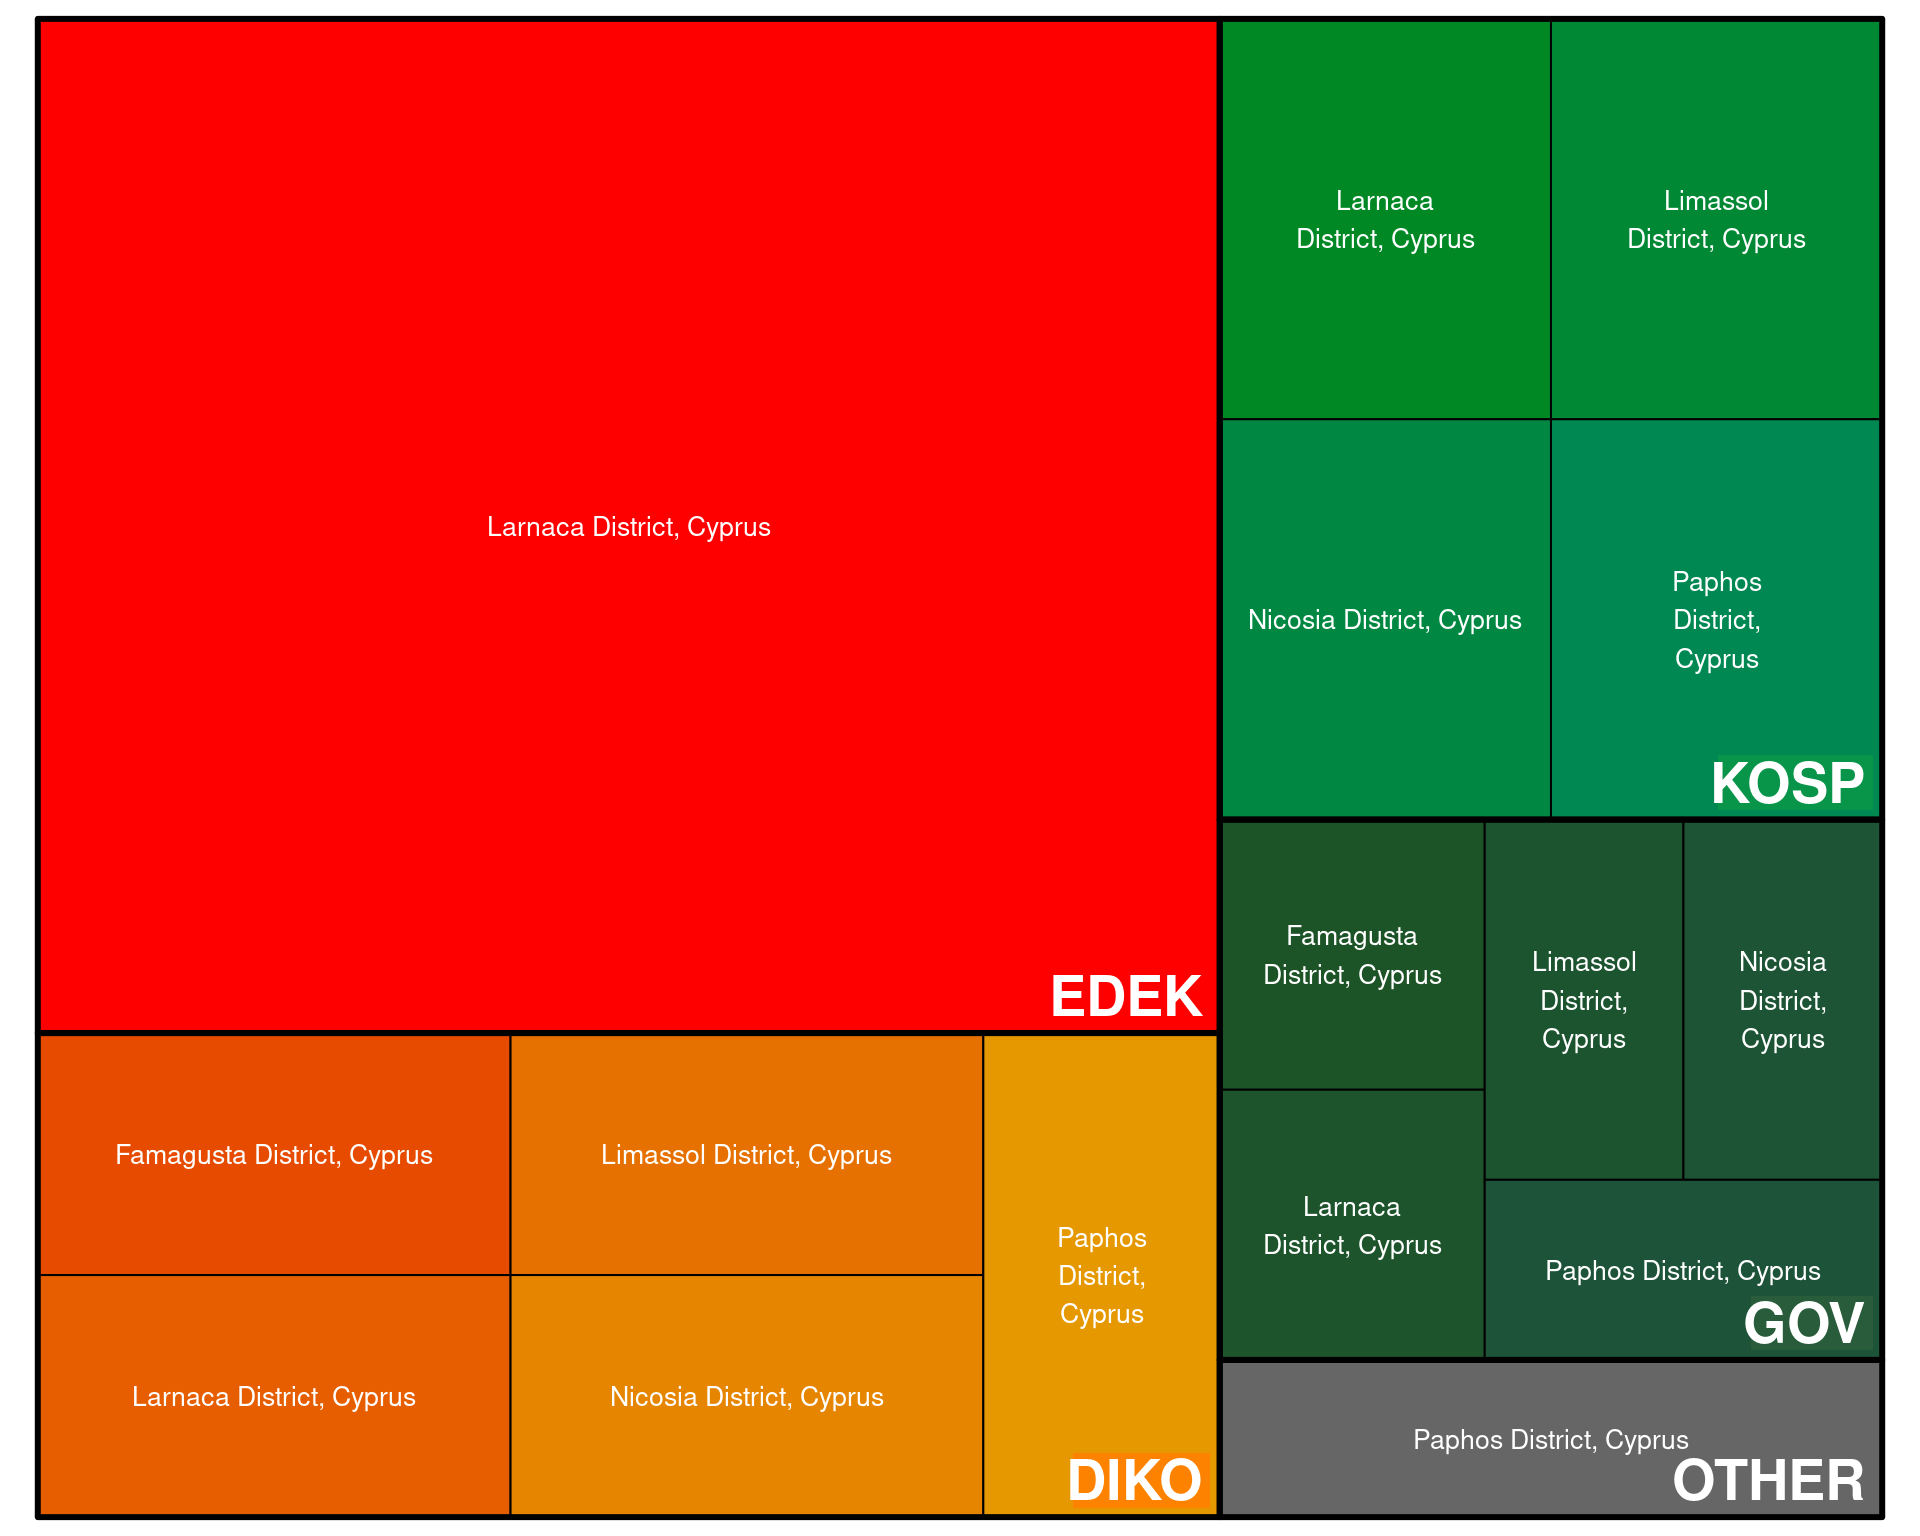 Larnaca District, Cyprus
EDEK
Famagusta District, Cyprus
Larnaca District, Cyprus
Limassol District, Cyprus
Nicosia District, Cyprus
Paphos
District,
Cyprus
DIKO
Larnaca
District, Cyprus
Limassol
District, Cyprus
Nicosia District, Cyprus
Paphos
District,
Cyprus
KOSP
Famagusta
District, Cyprus
Larnaca
District, Cyprus
Limassol
District,
Cyprus
Nicosia
District,
Cyprus
Paphos District, Cyprus
GOV
Paphos District, Cyprus
OTHER